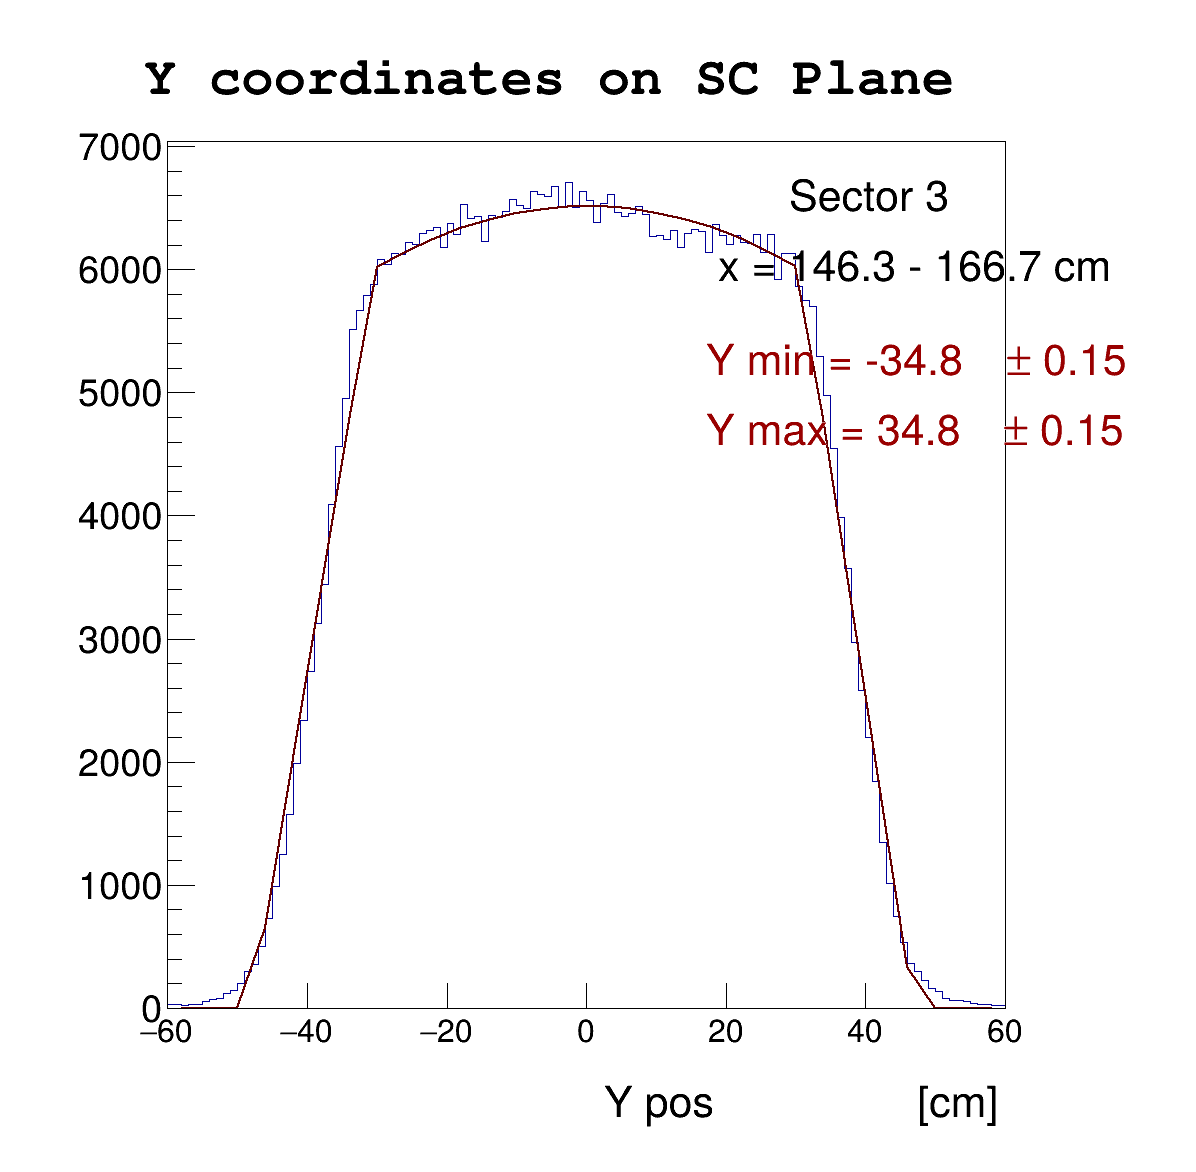 Y coordinates on SC Plane
7000
6000
5000
4000
3000
2000
1000
0
Sector 3
x = 146.3 - 166.7 cm
Y min = -34.8 ± 0.15
Y max = 34.8 ± 0.15
−60 −40 −20 0 20 40 60
Y pos [cm]